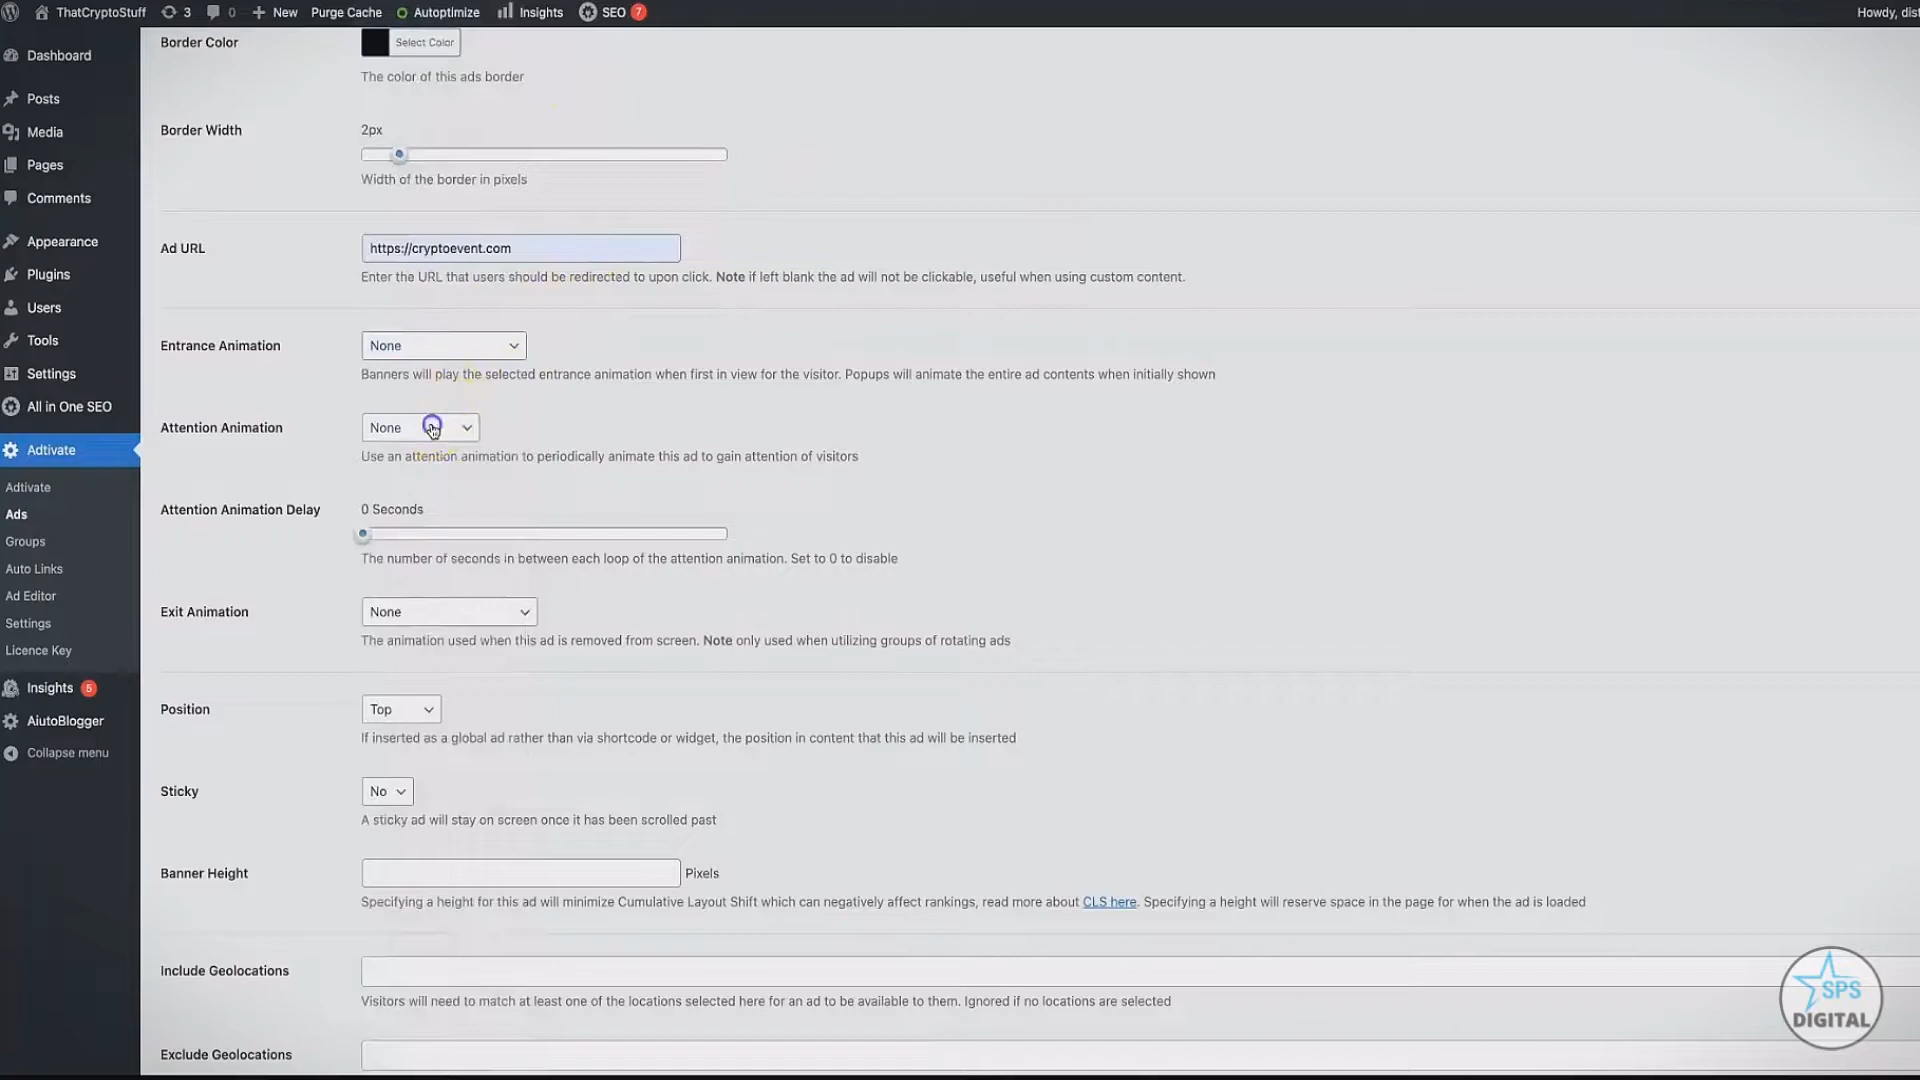 ThatCryptoStuff 3 0 New Purge Cache Autoptimize Insights SEO 7 Howdy, dist
Dashboard
Posts
Media
Pages
Comments
Appearance
Plugins
Users
Tools
Settings
All in One SEO
Adtivate
Adtivate
Ads
Groups
Auto Links
Ad Editor
Settings
Licence Key
Insights 5
AiutoBlogger
Collapse menu
Border Color
Select Color
The color of this ads border
Border Width
2px
Width of the border in pixels
Ad URL
https://cryptoevent.com
Enter the URL that users should be redirected to upon click. Note if left blank the ad will not be clickable, useful when using custom content.
Entrance Animation
None
Banners will play the selected entrance animation when first in view for the visitor. Popups will animate the entire ad contents when initially shown
Attention Animation
None
Use an attention animation to periodically animate this ad to gain attention of visitors
Attention Animation Delay
0 Seconds
The number of seconds in between each loop of the attention animation. Set to 0 to disable
Exit Animation
None
The animation used when this ad is removed from screen. Note only used when utilizing groups of rotating ads
Position
Top
If inserted as a global ad rather than via shortcode or widget, the position in content that this ad will be inserted
Sticky
No
A sticky ad will stay on screen once it has been scrolled past
Banner Height
Pixels
Specifying a height for this ad will minimize Cumulative Layout Shift which can negatively affect rankings, read more about CLS here. Specifying a height will reserve space in the page for when the ad is loaded
Include Geolocations
Visitors will need to match at least one of the locations selected here for an ad to be available to them. Ignored if no locations are selected
Exclude Geolocations
SPS
DIGITAL